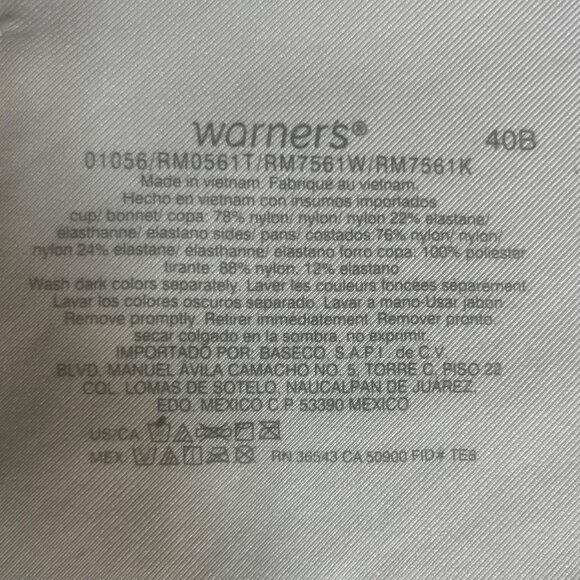 warner's® 40B
01056/RM0561T/RM7561W/RM7561K
Made in vietnam. Fabriqué au vietnam.
Hecho en vietnam con insumos importados
cup/ bonnet/ copa: 78% nylon/ nylon/ nylon 22% elastane/
elasthanne/ elastano sides/ pans/ costados 76% nylon/ nylon/
nylon 24% elastane/ élasthanne/ elastano forro copa: 100% poliester
tirante: 88% nylon, 12% elastano
Wash dark colors separately. Laver les couleurs foncées séparément.
Lavar los colores oscuros separado. Lavar a mano-Usar jabón
Remove promptly. Retirer immédiatement. Remover pronto.
secar colgado en la sombra, no exprimir.
IMPORTADO POR: BASECO, S.A.P.I. de C.V.
BLVD. MANUEL ÁVILA CAMACHO NO. 5, TORRE C, PISO 22
COL. LOMAS DE SOTELO, NAUCALPAN DE JUAREZ,
EDO. MEXICO C.P. 53390 MEXICO
US/CA:
MEX: RN 36543 CA 50900 FID# TE8